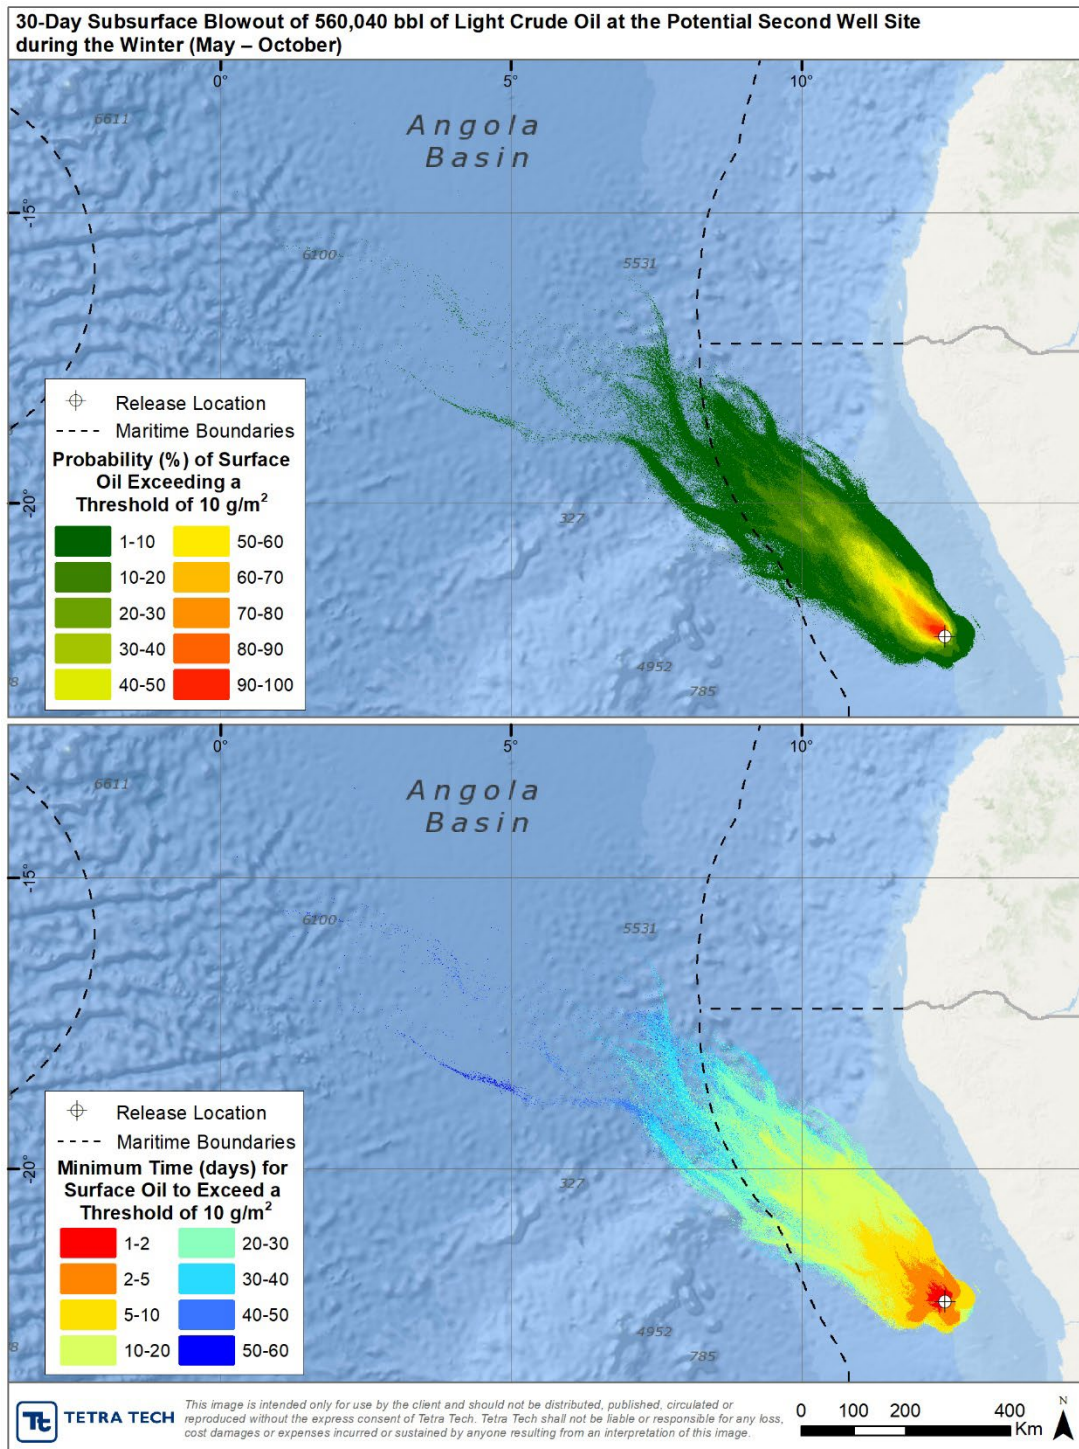 30-Day Subsurface Blowout of 560,040 bbl of Light Crude Oil at the Potential Second Well Site
during the Winter (May – October)
0°
5°
10°
6611
Angola
Basin
-15°
6100
5531
Release Location
Maritime Boundaries
Probability (%) of Surface
Oil Exceeding a
Threshold of 10 g/m²
1-10
50-60
10-20
60-70
20-30
70-80
30-40
80-90
40-50
90-100
-20°
327
4952
785
0°
5°
10°
6611
Angola
Basin
-15°
6100
5531
Release Location
Maritime Boundaries
Minimum Time (days) for
Surface Oil to Exceed a
Threshold of 10 g/m²
1-2
20-30
2-5
30-40
5-10
40-50
10-20
50-60
-20°
327
4952
785
Tt TETRA TECH
This image is intended only for use by the client and should not be distributed, published, circulated or
reproduced without the express consent of Tetra Tech. Tetra Tech shall not be liable or responsible for any loss,
cost damages or expenses incurred or sustained by anyone resulting from an interpretation of this image.
0 100 200 400
Km
N